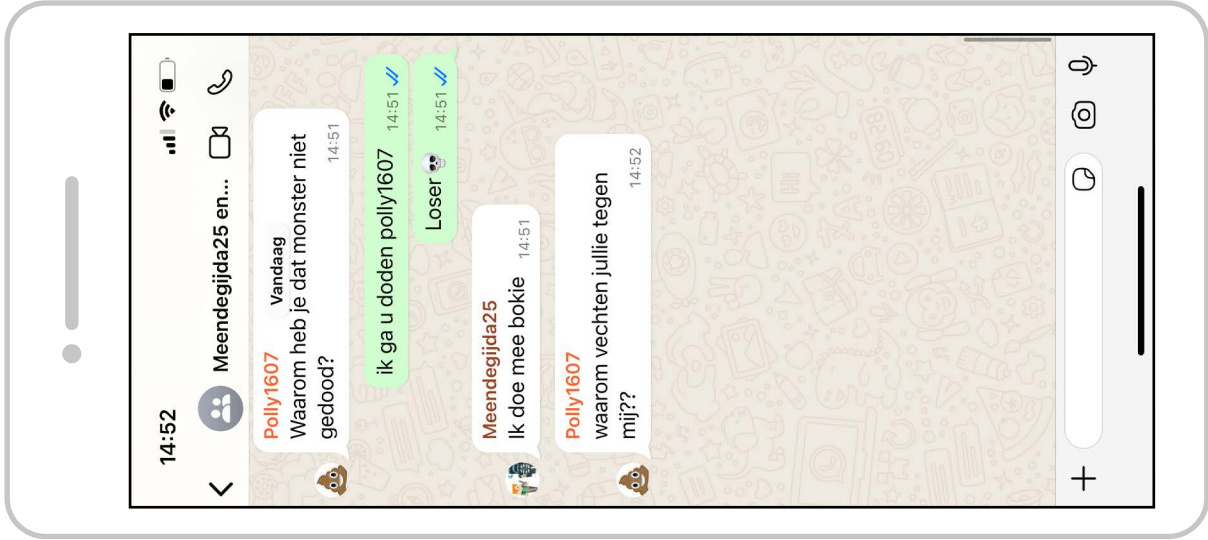 14:52
Meendegijda25 en...
Vandaag
Polly1607
Waarom heb je dat monster niet
gedood?
14:51
ik ga u doden polly1607 14:51
Loser 💀 14:51
Meendegijda25
Ik doe mee bokie 14:51
Polly1607
waarom vechten jullie tegen
mij??
14:52